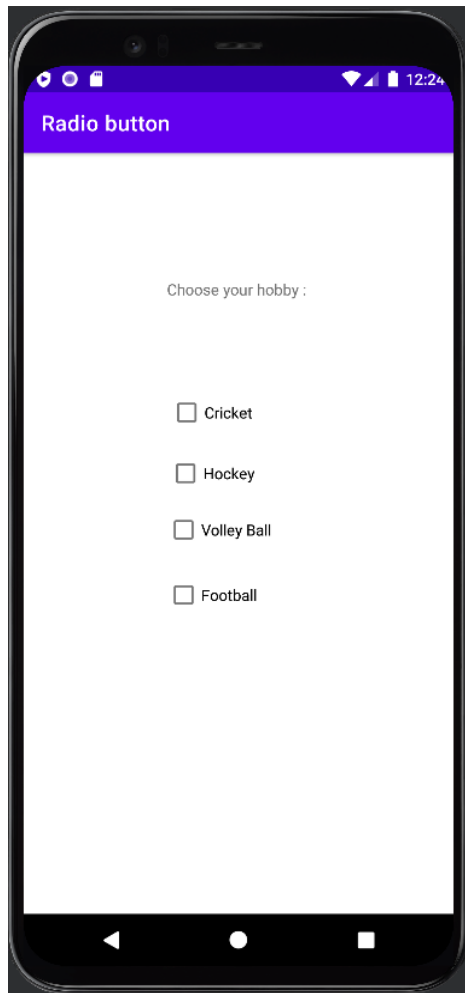 12:24
Radio button
Choose your hobby :
Cricket
Hockey
Volley Ball
Football